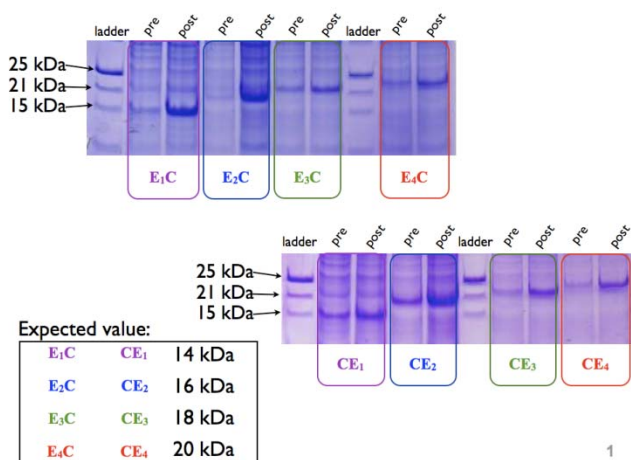 ladder pre post pre post pre post ladder pre post
25 kDa
21 kDa
15 kDa
E₁C E₂C E₃C E₄C
ladder pre post pre post ladder pre post pre post
25 kDa
21 kDa
15 kDa
CE₁ CE₂ CE₃ CE₄
Expected value:
E₁C CE₁ 14 kDa
E₂C CE₂ 16 kDa
E₃C CE₃ 18 kDa
E₄C CE₄ 20 kDa
1